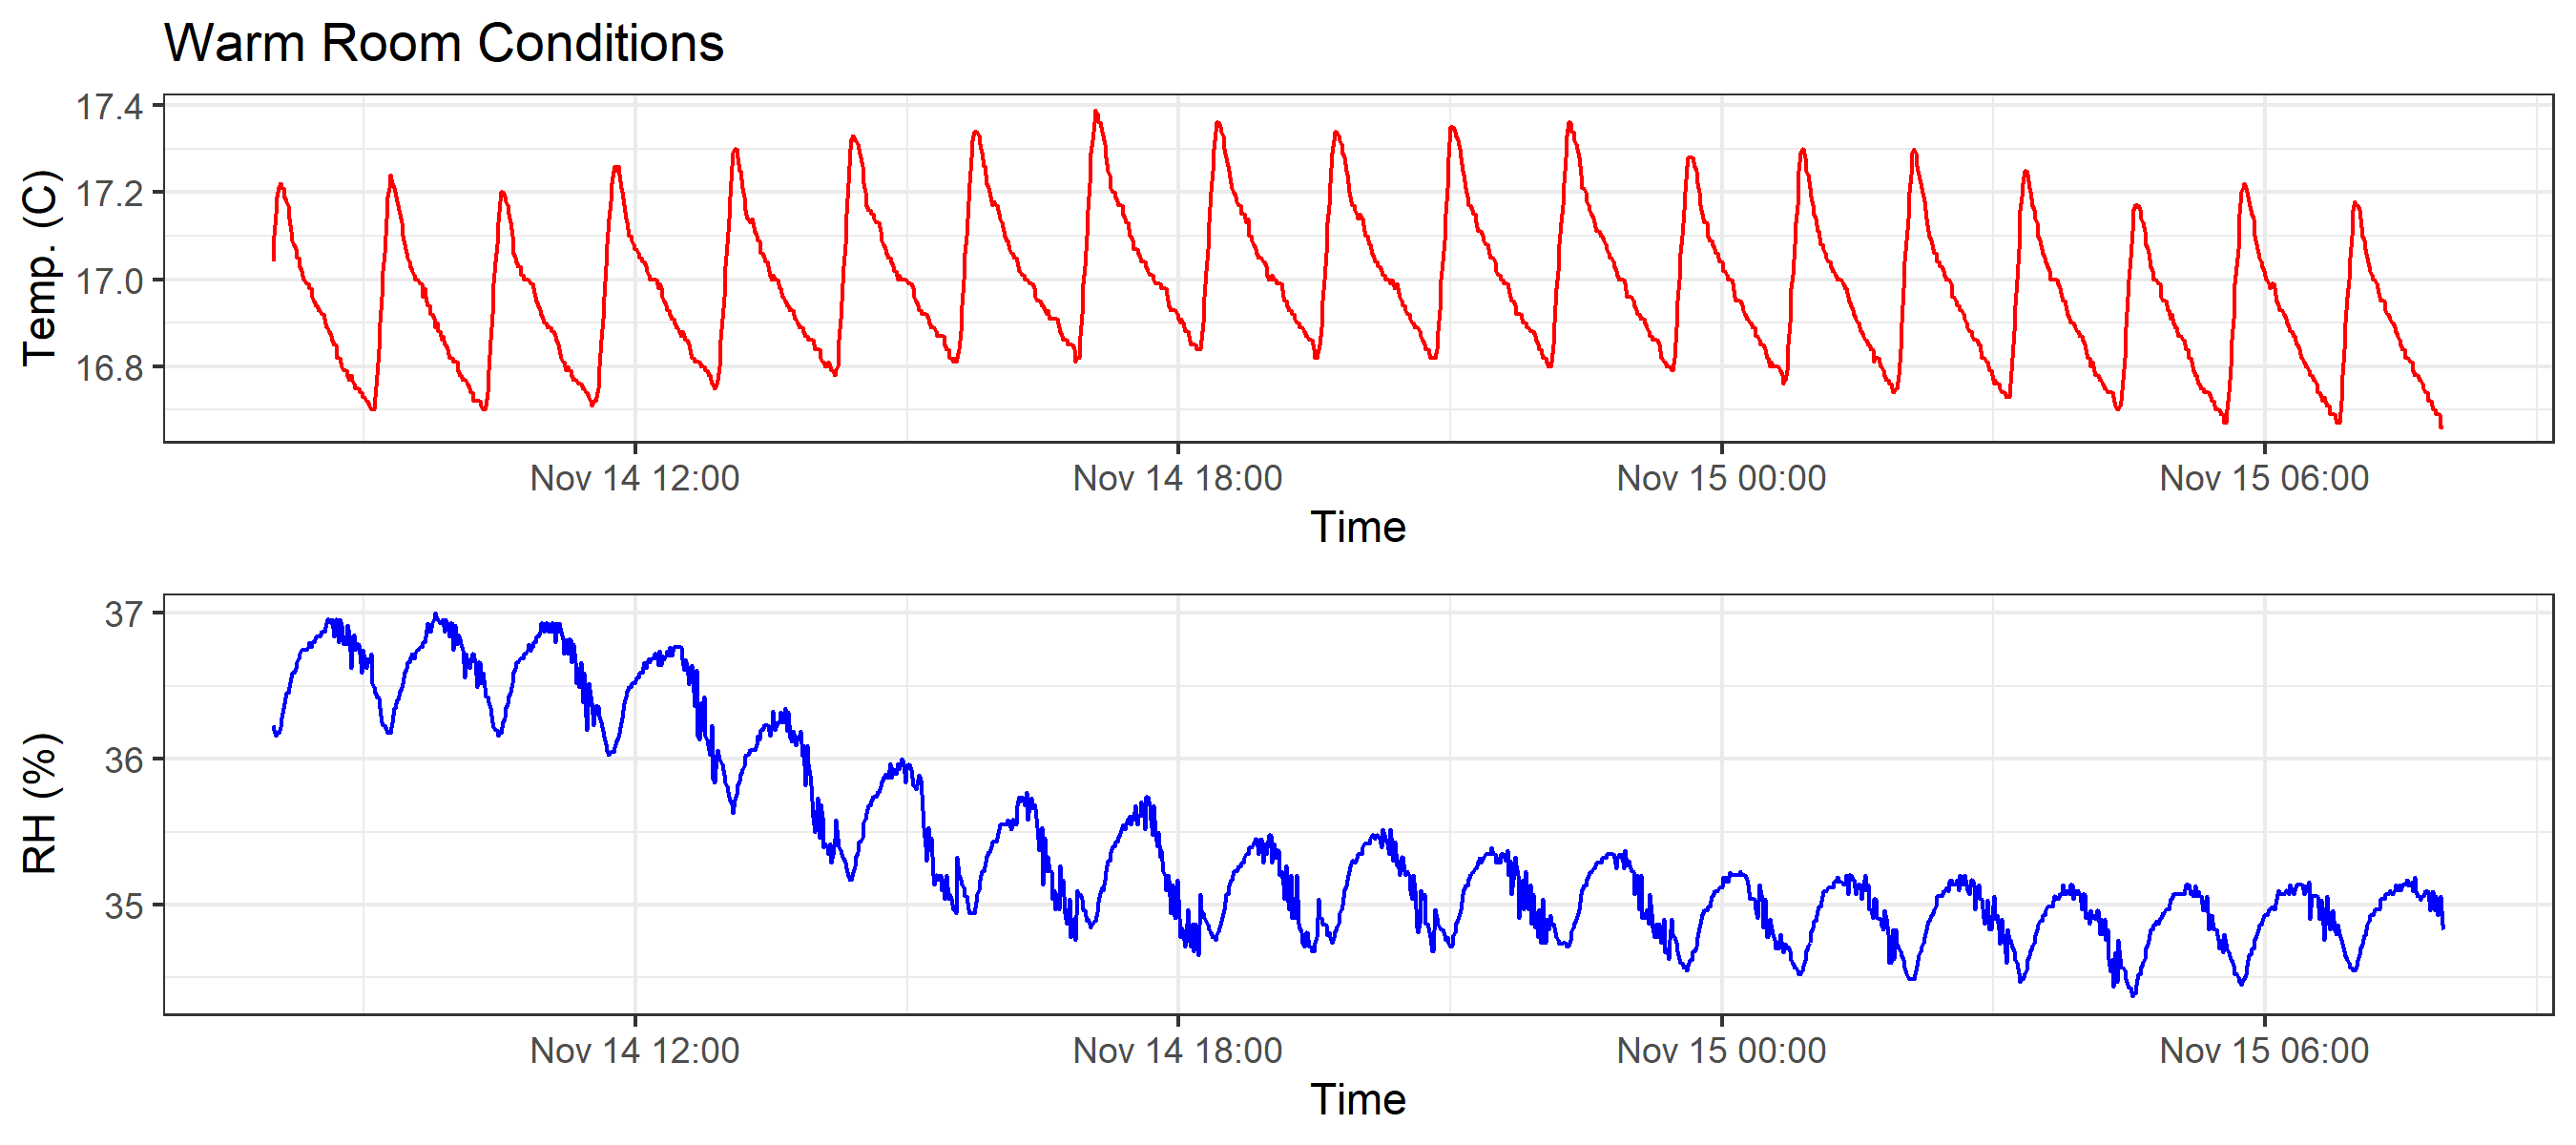 Warm Room Conditions
17.4
17.2
17.0
16.8
Temp. (C)
Nov 14 12:00 Nov 14 18:00 Nov 15 00:00 Nov 15 06:00
Time
37
36
35
RH (%)
Nov 14 12:00 Nov 14 18:00 Nov 15 00:00 Nov 15 06:00
Time